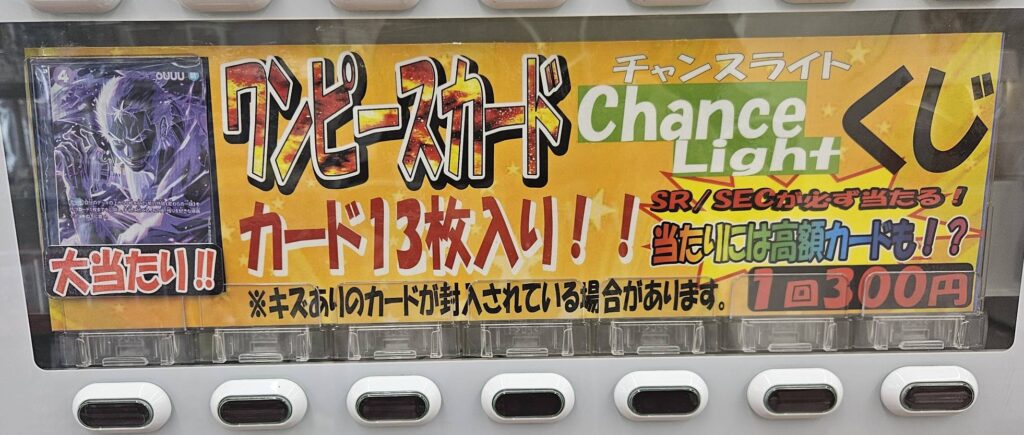 ワンピースカード
チャンスライト
Chance Light くじ
カード13枚入り！！
SR/SECが必ず当たる！
当たりには高額カードも！？
大当たり!!
※キズありのカードが封入されている場合があります。
1回300円
4
6000